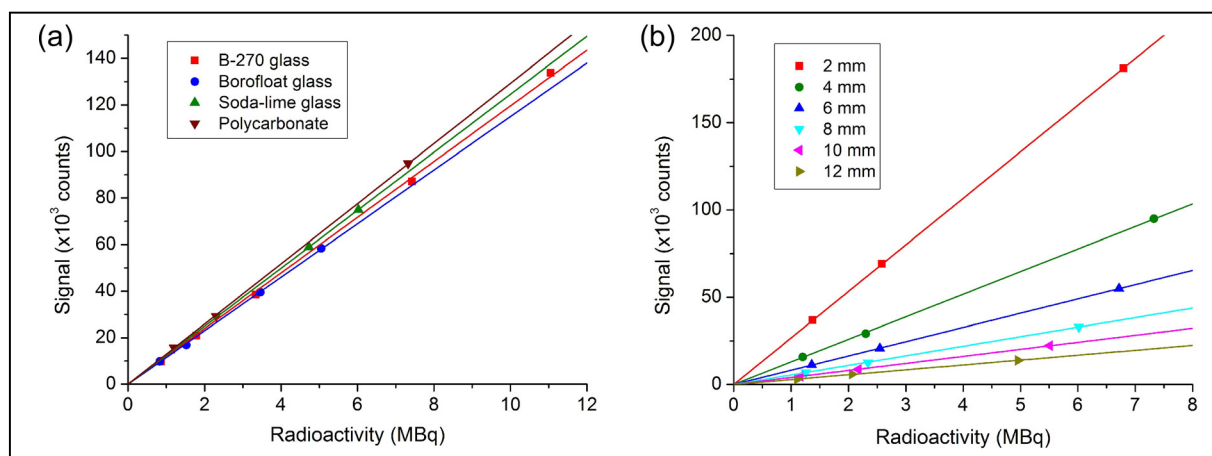 (a)
B-270 glass
Borofloat glass
Soda-lime glass
Polycarbonate
140
120
100
80
60
40
20
0
Signal (x10³ counts)
0 2 4 6 8 10 12
Radioactivity (MBq)
(b)
2 mm
4 mm
6 mm
8 mm
10 mm
12 mm
200
150
100
50
0
Signal (x10³ counts)
0 1 2 3 4 5 6 7 8
Radioactivity (MBq)